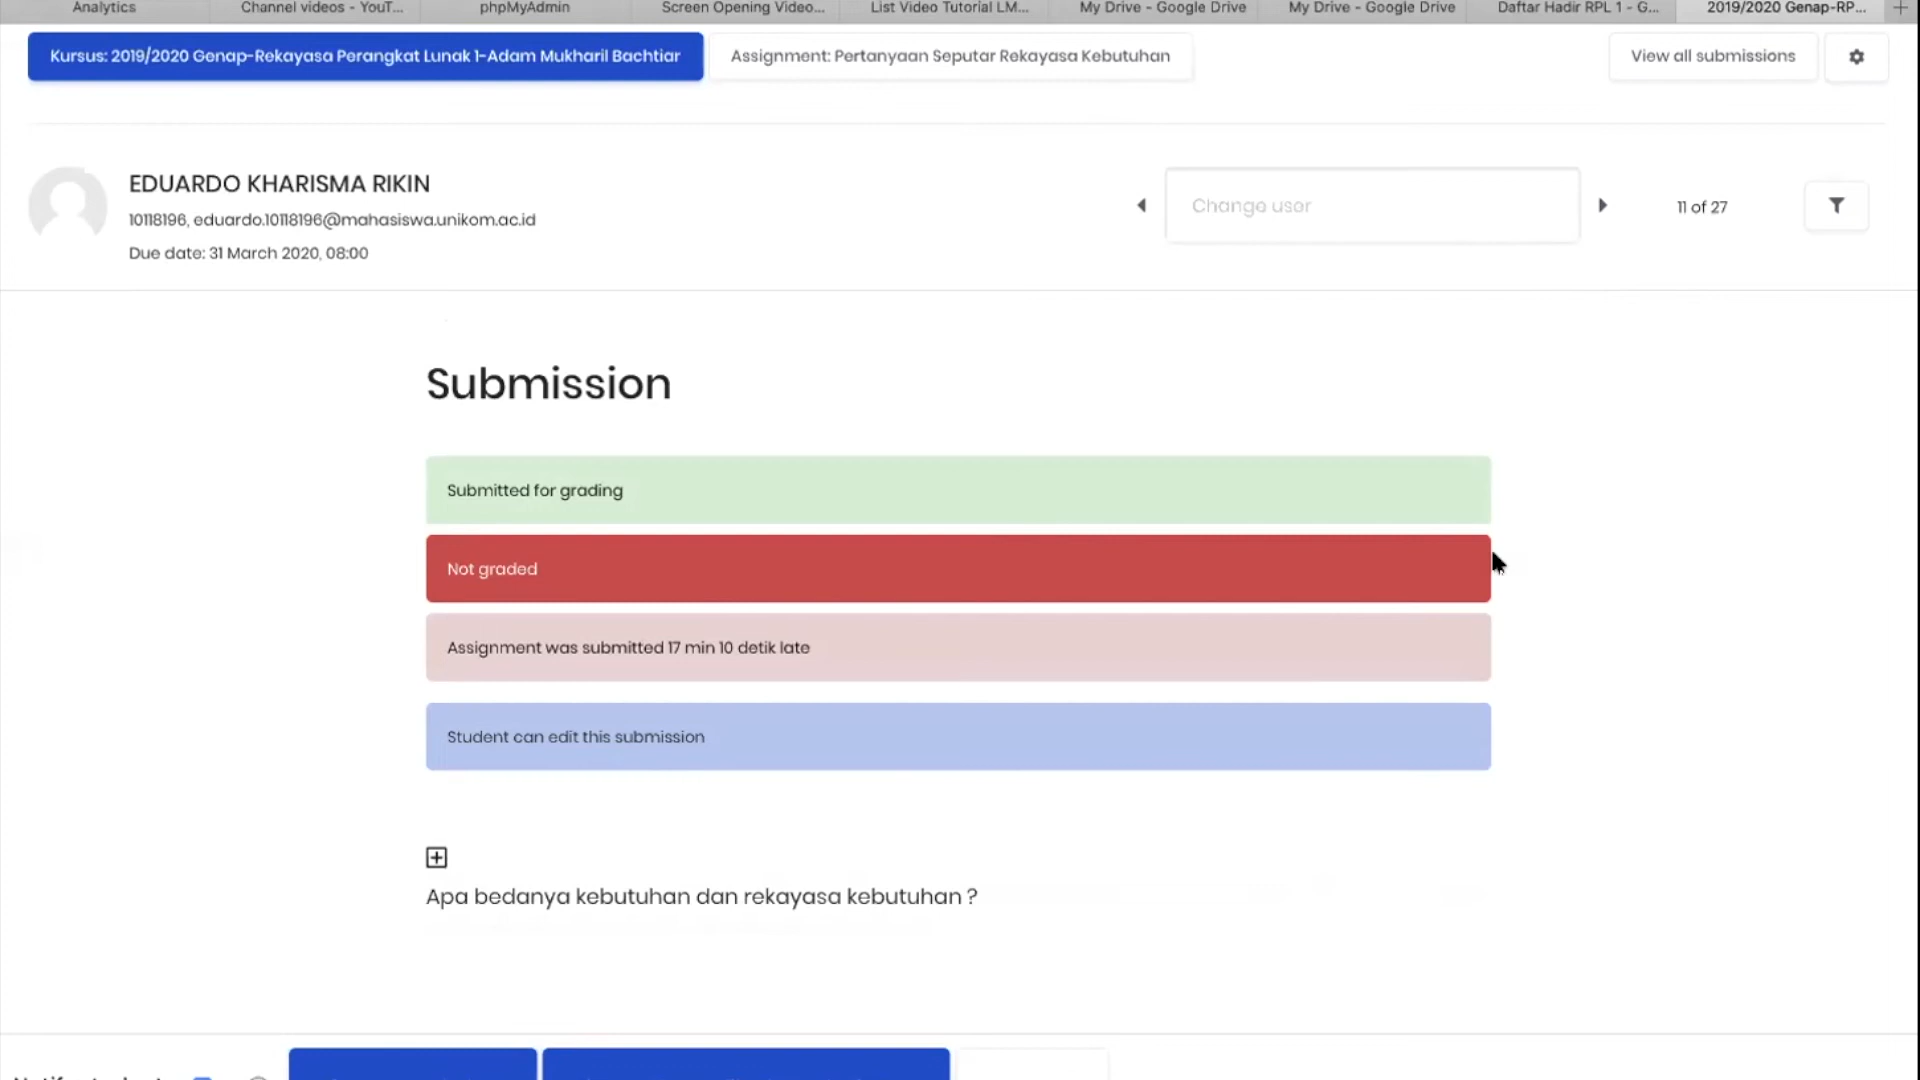 Analytics
Channel videos - YouT...
phpMyAdmin
Screen Opening Video...
List Video Tutorial LM...
My Drive - Google Drive
My Drive - Google Drive
Daftar Hadir RPL 1 - G...
2019/2020 Genap-RP...
Kursus: 2019/2020 Genap-Rekayasa Perangkat Lunak 1-Adam Mukharil Bachtiar
Assignment: Pertanyaan Seputar Rekayasa Kebutuhan
View all submissions
EDUARDO KHARISMA RIKIN
10118196, eduardo.10118196@mahasiswa.unikom.ac.id
Due date: 31 March 2020, 08:00
Change user
11 of 27
Submission
Submitted for grading
Not graded
Assignment was submitted 17 min 10 detik late
Student can edit this submission
Apa bedanya kebutuhan dan rekayasa kebutuhan ?